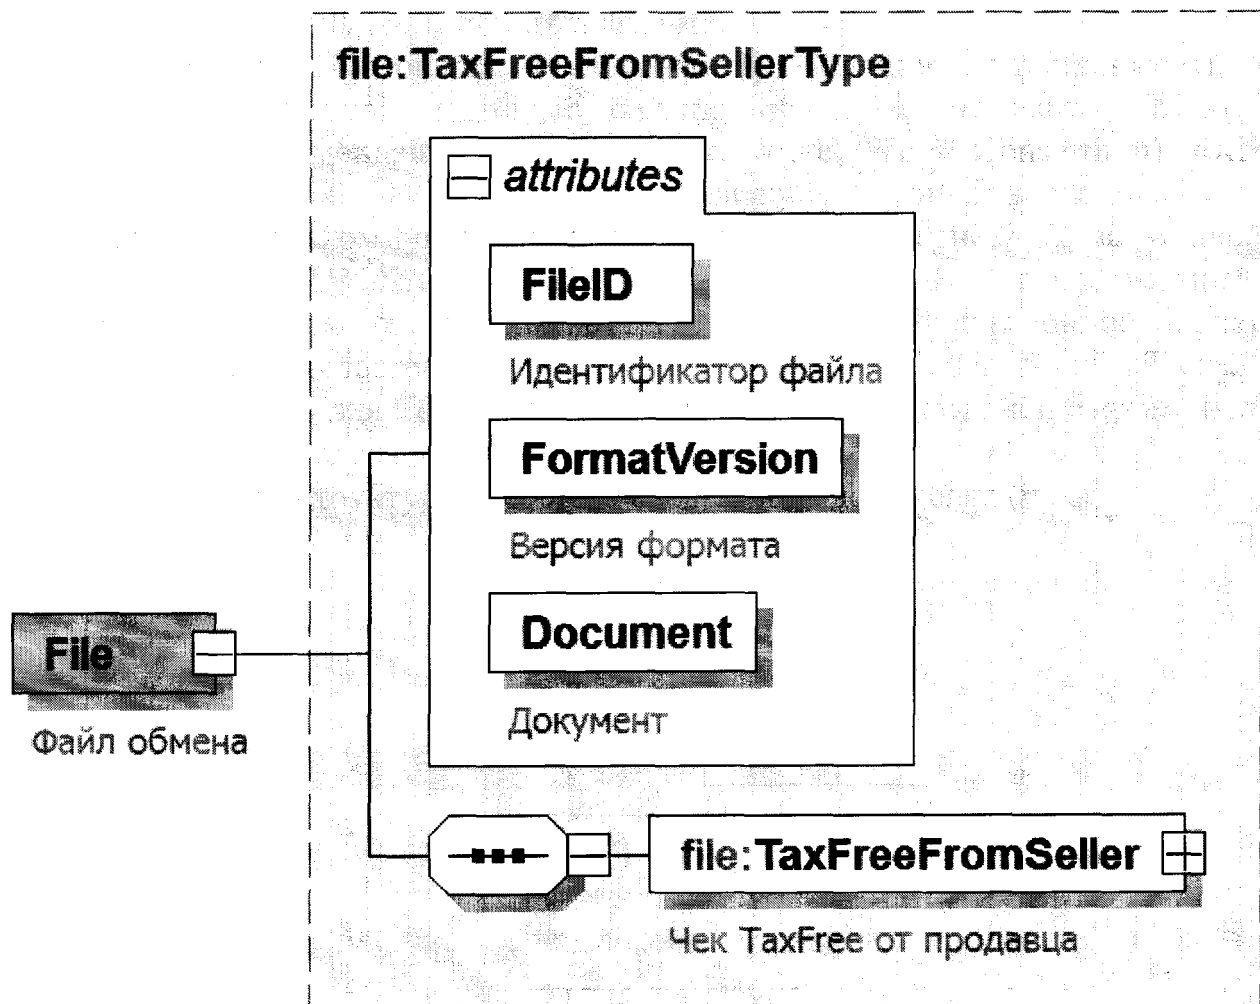 file:TaxFreeFromSellerType
attributes
FileID
Идентификатор файла
FormatVersion
Версия формата
Document
Документ
File
Файл обмена
file:TaxFreeFromSeller
Чек TaxFree от продавца